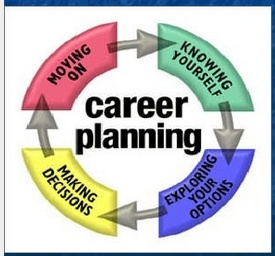 career
planning
KNOWING
YOURSELF
EXPLORING
YOUR
OPTIONS
MAKING
DECISIONS
MOVING
ON